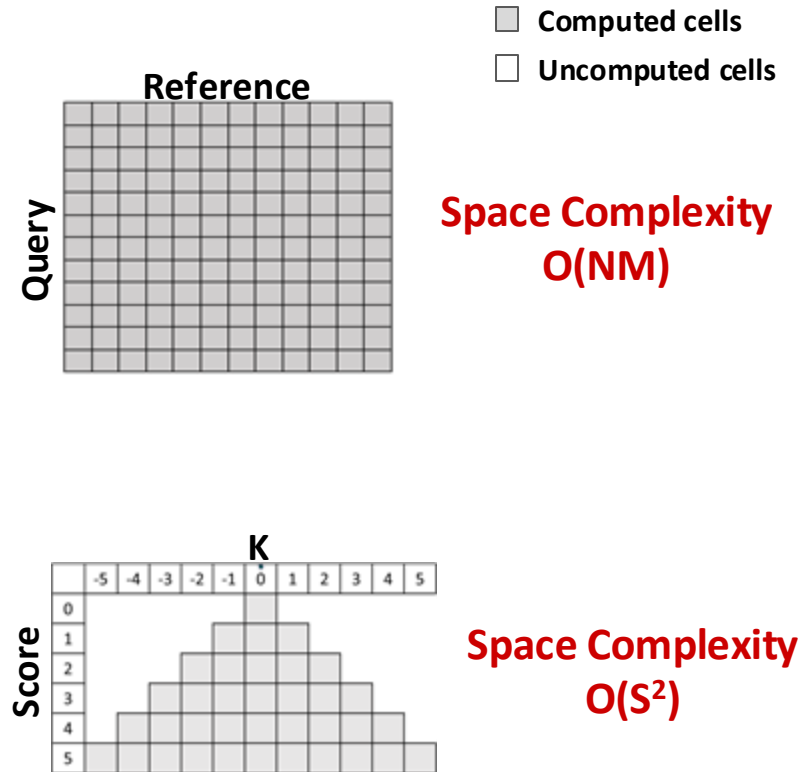 Computed cells
Uncomputed cells
Reference
Query
Space Complexity
O(NM)
K
-5 -4 -3 -2 -1 0 1 2 3 4 5
Score
0
1
2
3
4
5
Space Complexity
O(S²)